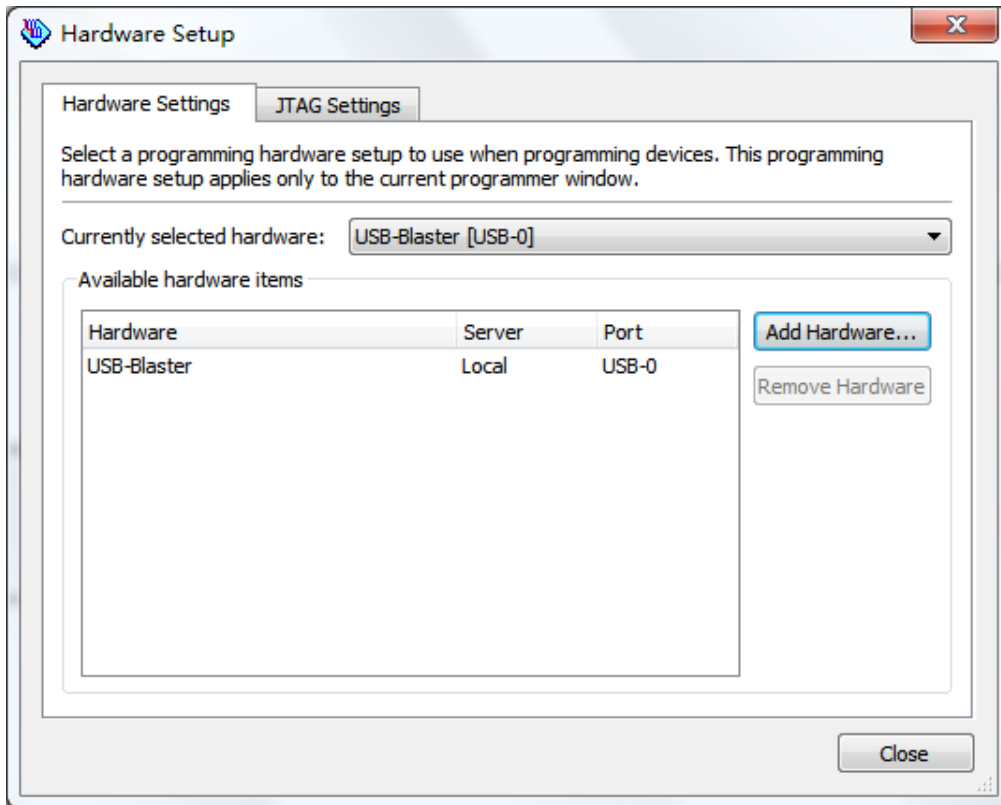 Hardware Setup
Hardware Settings
JTAG Settings
Select a programming hardware setup to use when programming devices. This programming
hardware setup applies only to the current programmer window.
Currently selected hardware:
USB-Blaster [USB-0]
Available hardware items
Hardware Server Port
USB-Blaster Local USB-0
Add Hardware...
Remove Hardware
Close